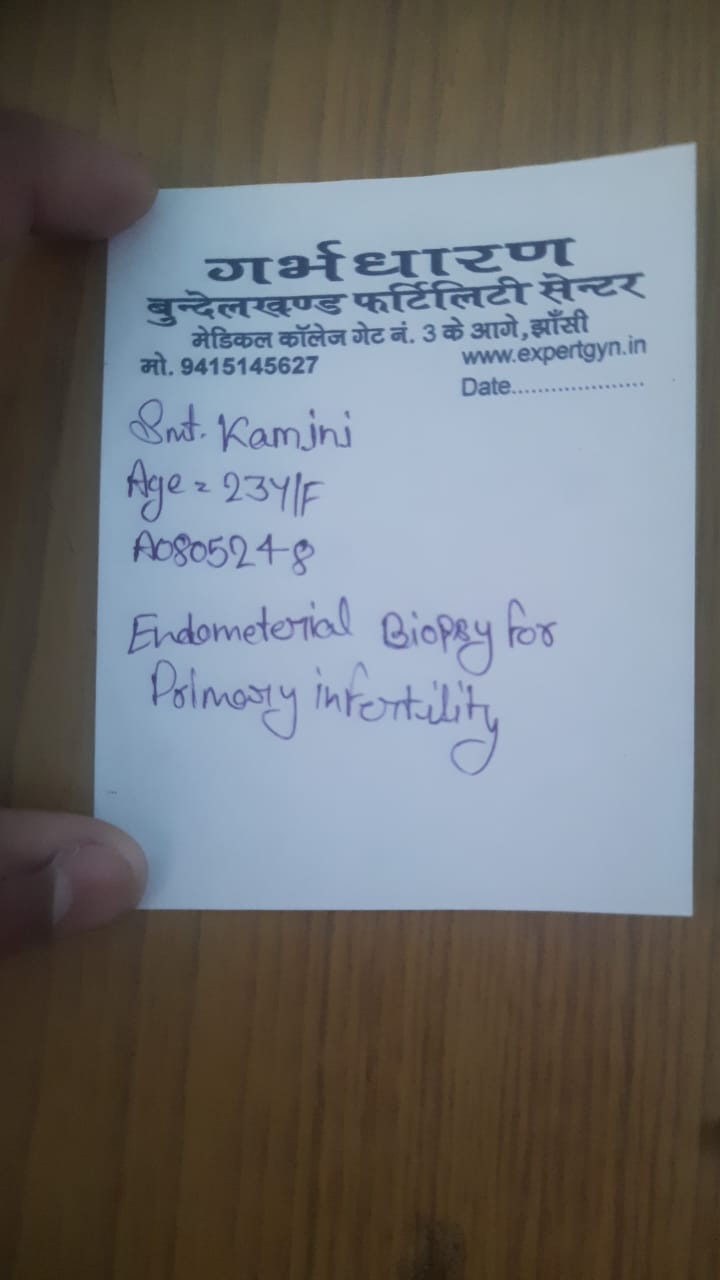 गर्भधारण
बुन्देलखण्ड फर्टिलिटी सेन्टर
मेडिकल कॉलेज गेट नं. 3 के आगे, झाँसी
मो. 9415145627 www.expertgyn.in
Date....................
Smt. Kamini
Age = 23Y/F
A0805248
Endometerial Biopsy for
Primary infertility